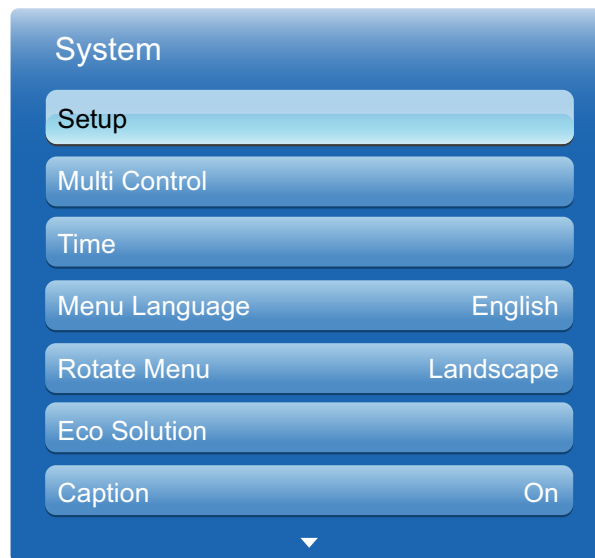 System
Setup
Multi Control
Time
Menu Language English
Rotate Menu Landscape
Eco Solution
Caption On